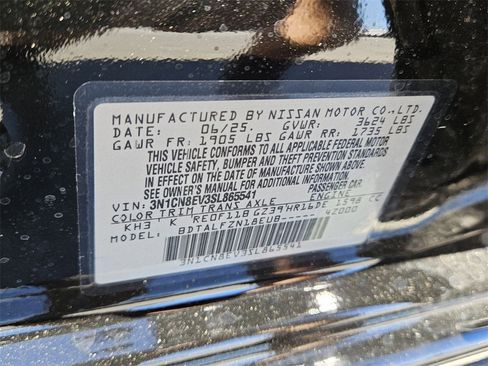 MANUFACTURED BY NISSAN MOTOR CO.,LTD.
DATE: 06/25. GVWR: 3624 LBS
GAWR FR: 1905 LBS GAWR RR: 1735 LBS
THIS VEHICLE CONFORMS TO ALL APPLICABLE FEDERAL MOTOR
VEHICLE SAFETY, BUMPER AND THEFT PREVENTION STANDARDS
IN EFFECT ON THE DATE OF MANUFACTURE SHOWN ABOVE.
SEE OWNER'S MANUAL FOR ADDITIONAL INFORMATION
VIN: 3N1CN8EV3SL865541 PASSENGER CAR
COLOR TRIM TRANS AXLE ENGINE 1598 CC
KH3 K RE0F11B G239 HR16DE
BDTALFZN18EUB----- 42000
3N1CN8EV3SL865541